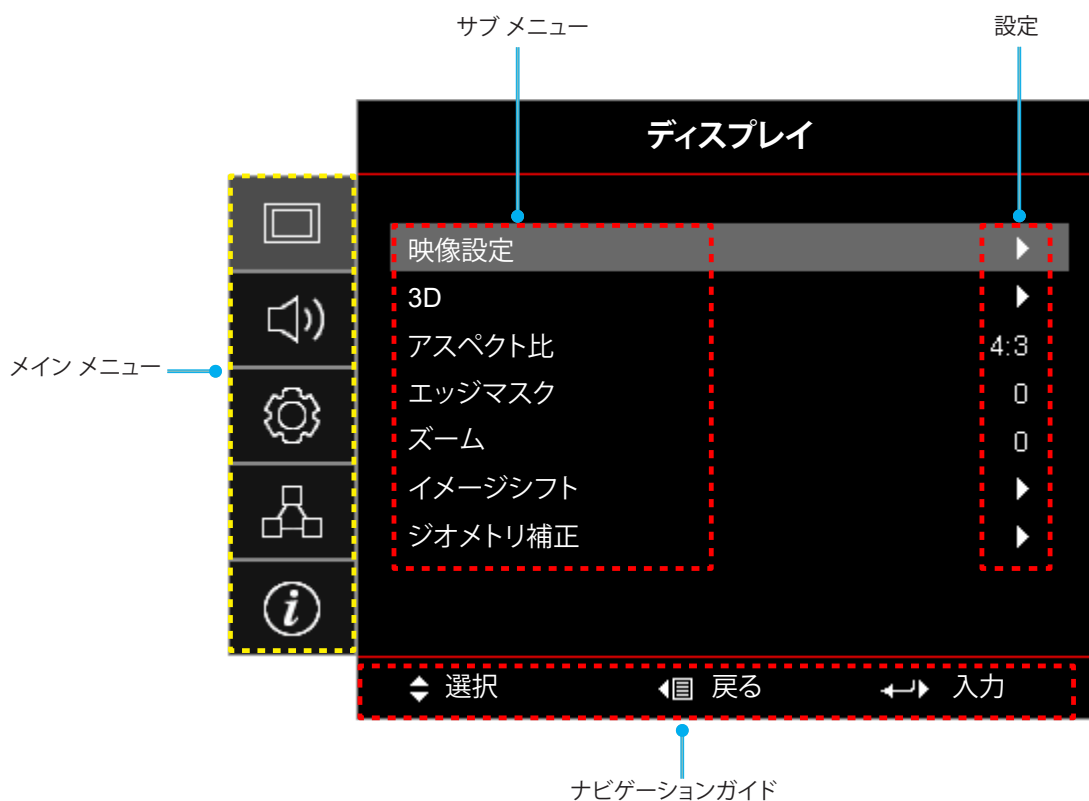 サブ メニュー 設定
ディスプレイ
映像設定
3D
アスペクト比 4:3
メイン メニュー
エッジマスク 0
ズーム 0
イメージシフト
ジオメトリ補正
選択 戻る 入力
ナビゲーションガイド